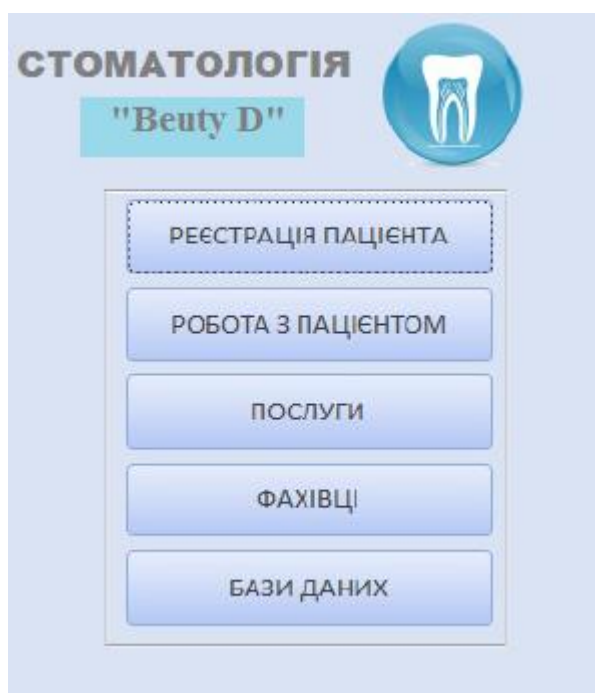 СТОМАТОЛОГІЯ
"Beuty D"
РЕЄСТРАЦІЯ ПАЦІЄНТА
РОБОТА З ПАЦІЄНТОМ
ПОСЛУГИ
ФАХІВЦІ
БАЗИ ДАНИХ